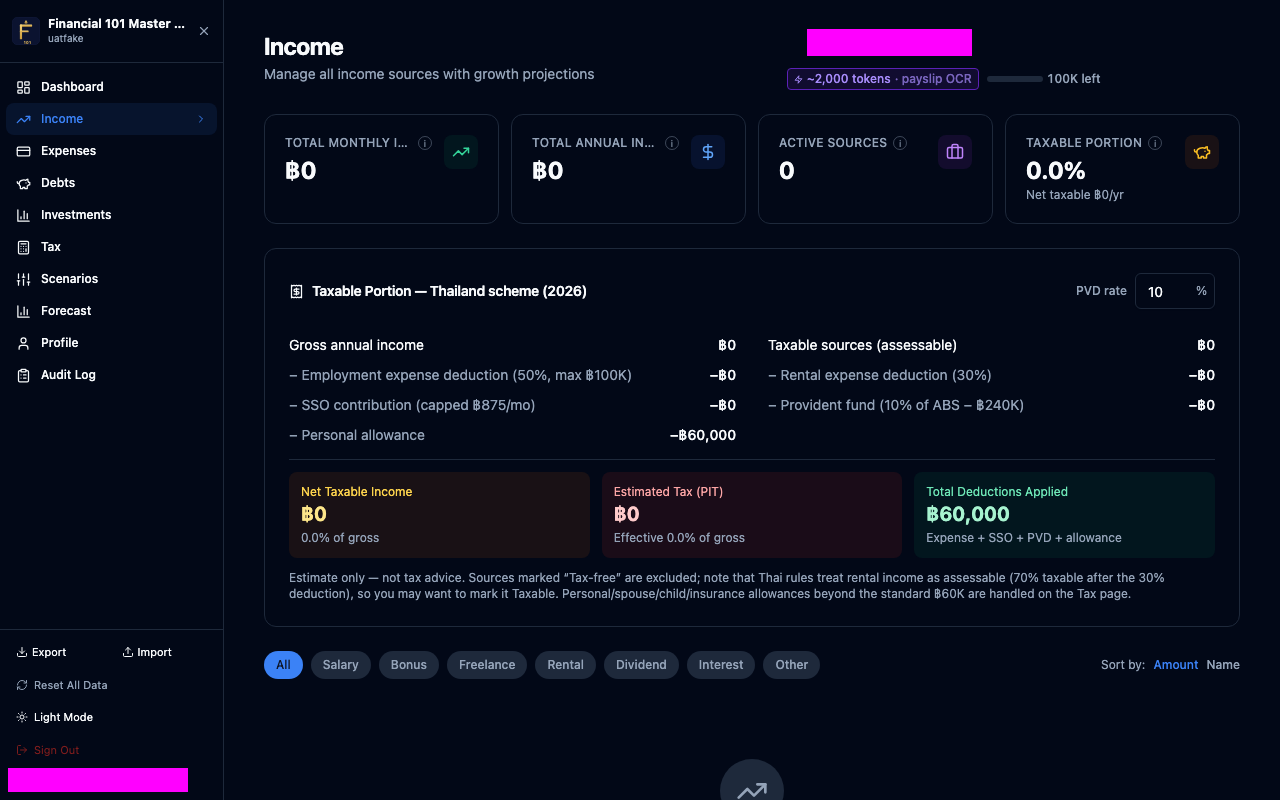 Financial 101 Master ...
uatfake
Dashboard
Income
Expenses
Debts
Investments
Tax
Scenarios
Forecast
Profile
Audit Log
Export
Import
Reset All Data
Light Mode
Sign Out
Income
Manage all income sources with growth projections
~2,000 tokens · payslip OCR
100K left
TOTAL MONTHLY I...
฿0
TOTAL ANNUAL IN...
฿0
ACTIVE SOURCES
0
TAXABLE PORTION
0.0%
Net taxable ฿0/yr
Taxable Portion — Thailand scheme (2026)
PVD rate 10 %
Gross annual income ฿0
– Employment expense deduction (50%, max ฿100K) –฿0
– SSO contribution (capped ฿875/mo) –฿0
– Personal allowance –฿60,000
Taxable sources (assessable) ฿0
– Rental expense deduction (30%) –฿0
– Provident fund (10% of ABS – ฿240K) –฿0
Net Taxable Income
฿0
0.0% of gross
Estimated Tax (PIT)
฿0
Effective 0.0% of gross
Total Deductions Applied
฿60,000
Expense + SSO + PVD + allowance
Estimate only — not tax advice. Sources marked “Tax-free” are excluded; note that Thai rules treat rental income as assessable (70% taxable after the 30%
deduction), so you may want to mark it Taxable. Personal/spouse/child/insurance allowances beyond the standard ฿60K are handled on the Tax page.
All Salary Bonus Freelance Rental Dividend Interest Other
Sort by: Amount Name